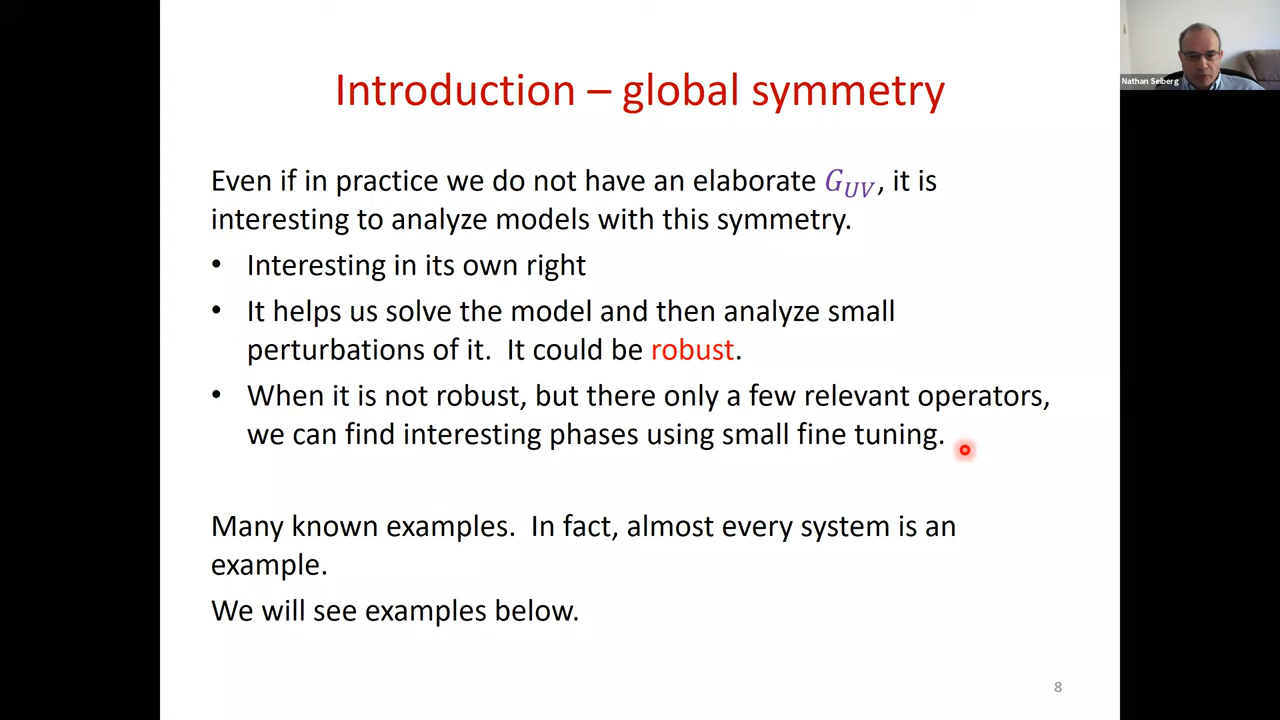 Introduction – global symmetry
Nathan Seiberg
Even if in practice we do not have an elaborate G_{UV}, it is
interesting to analyze models with this symmetry.
• Interesting in its own right
• It helps us solve the model and then analyze small
perturbations of it. It could be robust.
• When it is not robust, but there only a few relevant operators,
we can find interesting phases using small fine tuning.
Many known examples. In fact, almost every system is an
example.
We will see examples below.
8